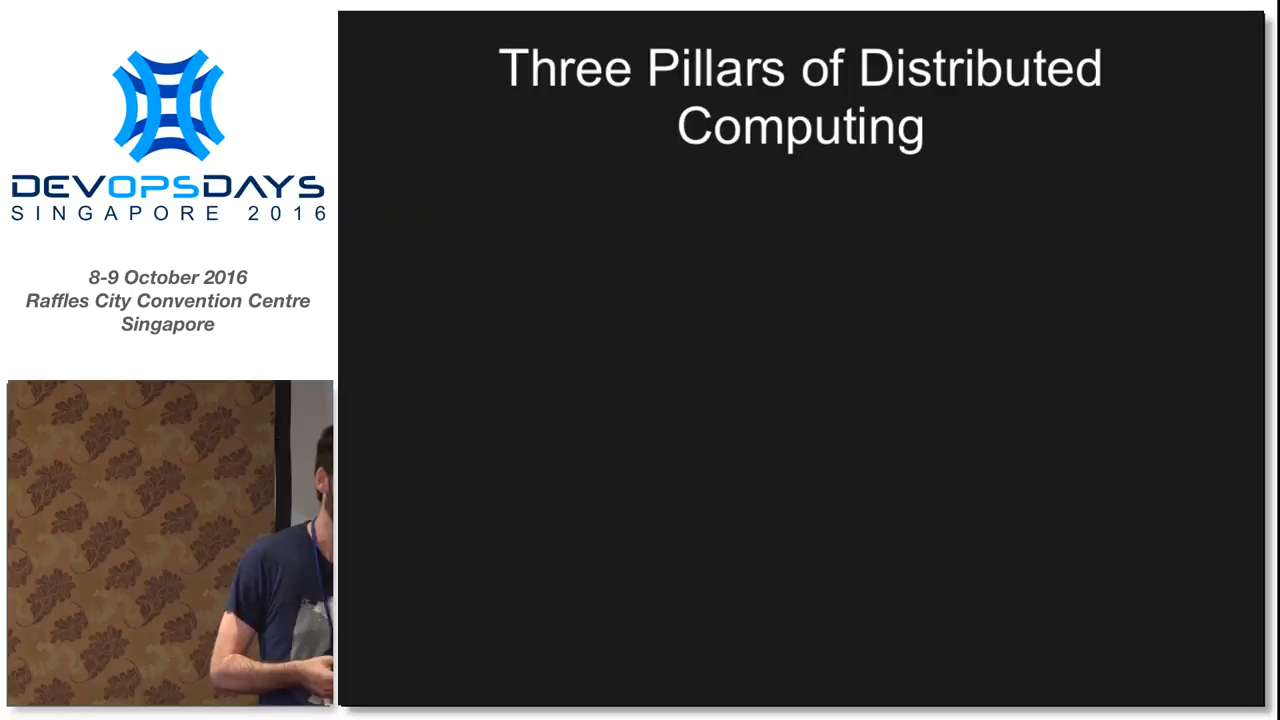 DEVOPSDAYS
SINGAPORE 2016
8-9 October 2016
Raffles City Convention Centre
Singapore
Three Pillars of Distributed
Computing